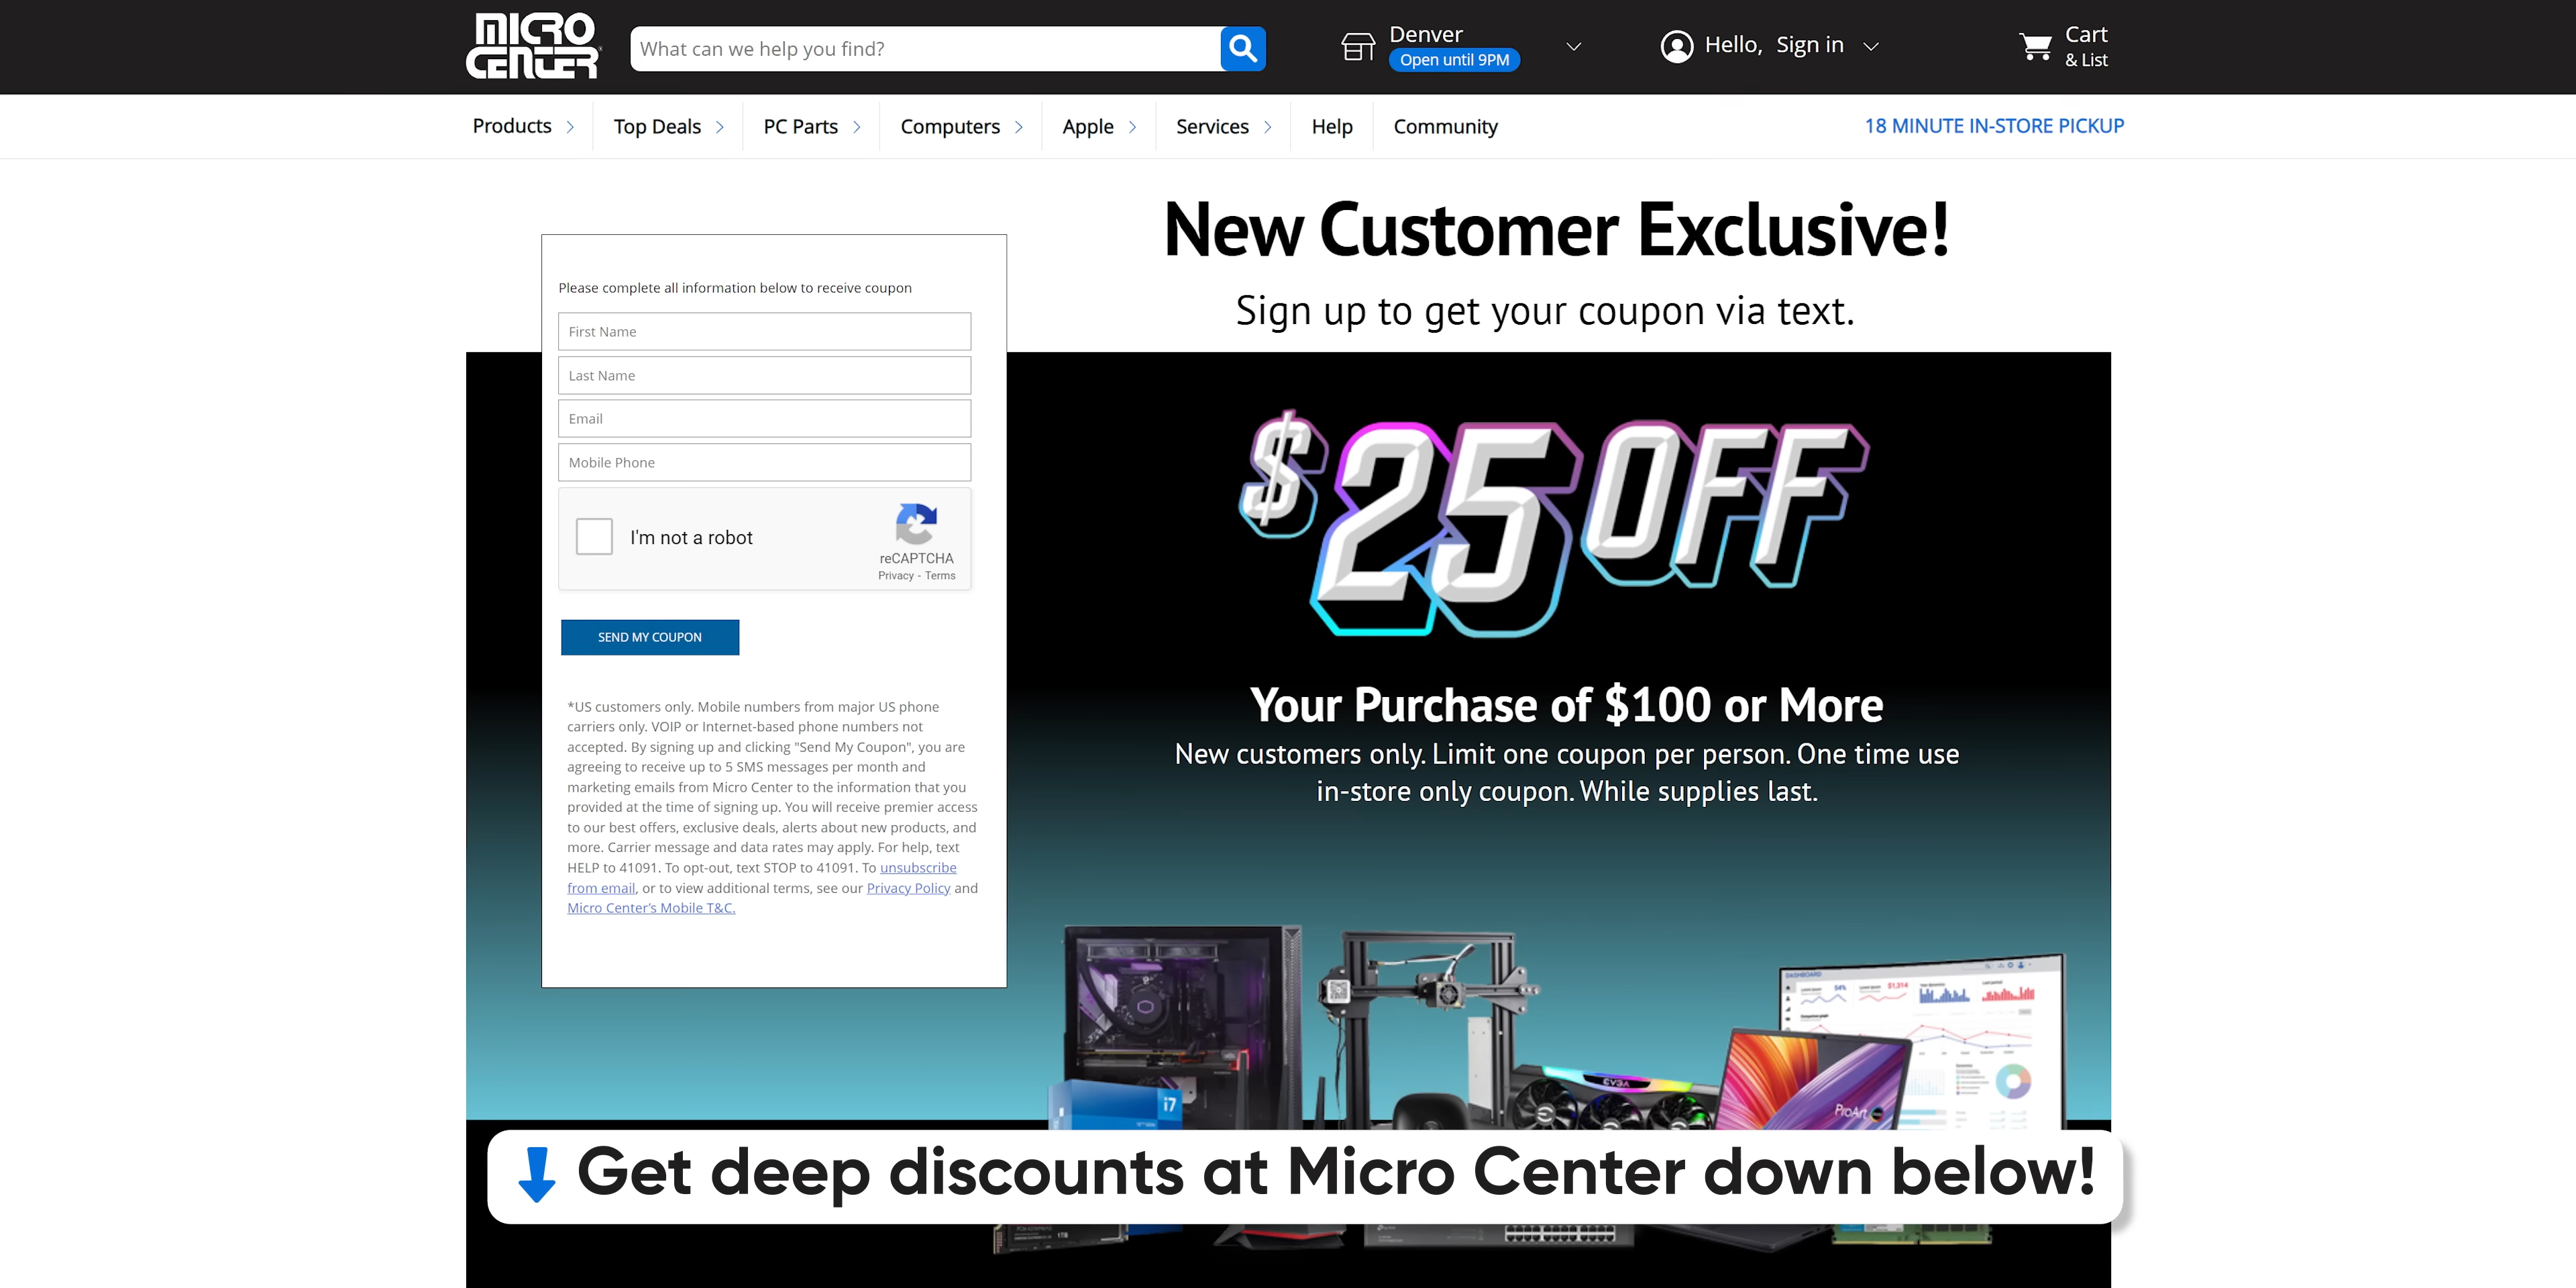 MICRO CENTER
What can we help you find?
Denver
Open until 9PM
Hello, Sign in
Cart
& List
Products
Top Deals
PC Parts
Computers
Apple
Services
Help
Community
18 MINUTE IN-STORE PICKUP
New Customer Exclusive!
Sign up to get your coupon via text.
Please complete all information below to receive coupon
First Name
Last Name
Email
Mobile Phone
I'm not a robot
reCAPTCHA
Privacy - Terms
SEND MY COUPON
*US customers only. Mobile numbers from major US phone
carriers only. VOIP or Internet-based phone numbers not
accepted. By signing up and clicking "Send My Coupon", you are
agreeing to receive up to 5 SMS messages per month and
marketing emails from Micro Center to the information that you
provided at the time of signing up. You will receive premier access
to our best offers, exclusive deals, alerts about new products, and
more. Carrier message and data rates may apply. For help, text
HELP to 41091. To opt-out, text STOP to 41091. To unsubscribe
from email, or to view additional terms, see our Privacy Policy and
Micro Center's Mobile T&C.
$25 OFF
Your Purchase of $100 or More
New customers only. Limit one coupon per person. One time use
in-store only coupon. While supplies last.
DASHBOARD
54%
$1,314
i7
EVGA
ProArt
Get deep discounts at Micro Center down below!
1TB